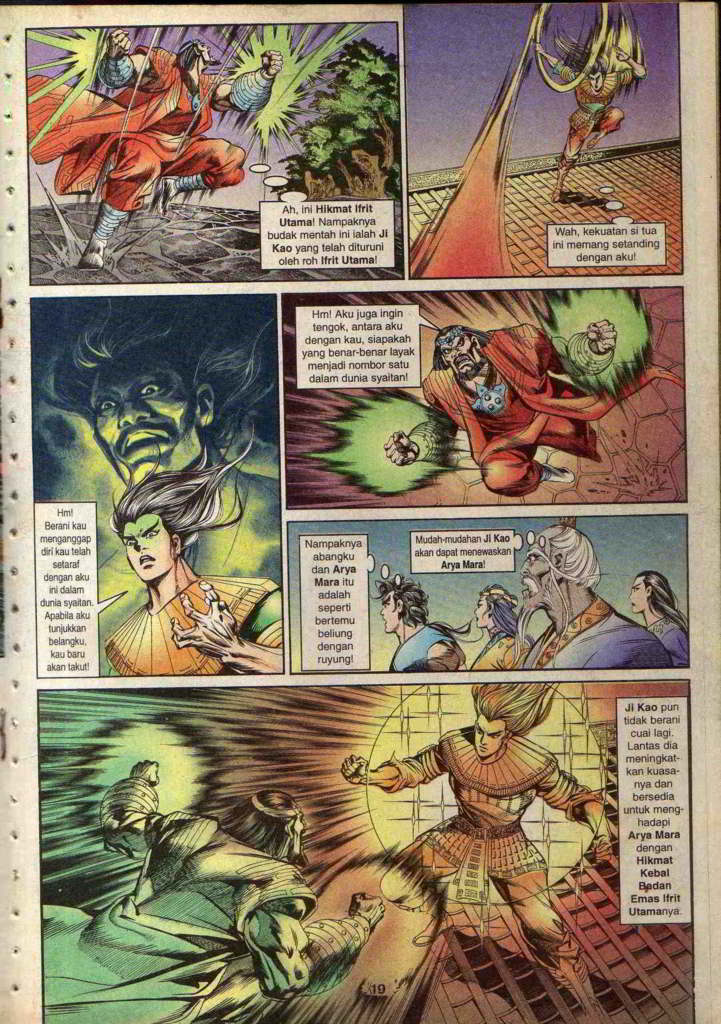 Ah, ini Hikmat Ifrit
Utama! Nampaknya
budak mentah ini ialah Ji
Kao yang telah dituruni
oleh roh Ifrit Utama!
Wah, kekuatan si tua
ini memang setanding
dengan aku!
Hm! Aku juga ingin
tengok, antara aku
dengan kau, siapakah
yang benar-benar layak
menjadi nombor satu
dalam dunia syaitan!
Hm!
Berani kau
menganggap
diri kau telah
setaraf
dengan aku
ini dalam
dunia syaitan.
Apabila aku
tunjukkan
belangku,
kau baru
akan takut!
Nampaknya
abangku
dan Arya
Mara itu
adalah
seperti
bertemu
beliung
dengan
ruyung!
Mudah-mudahan Ji Kao
akan dapat menewaskan
Arya Mara!
Ji Kao pun
tidak berani
cuai lagi.
Lantas dia
meningkat-
kan kuasa-
nya dan
bersedia
untuk meng-
hadapi
Arya Mara
dengan
Hikmat
Kebal
Badan
Emas Ifrit
Utamanya.
19